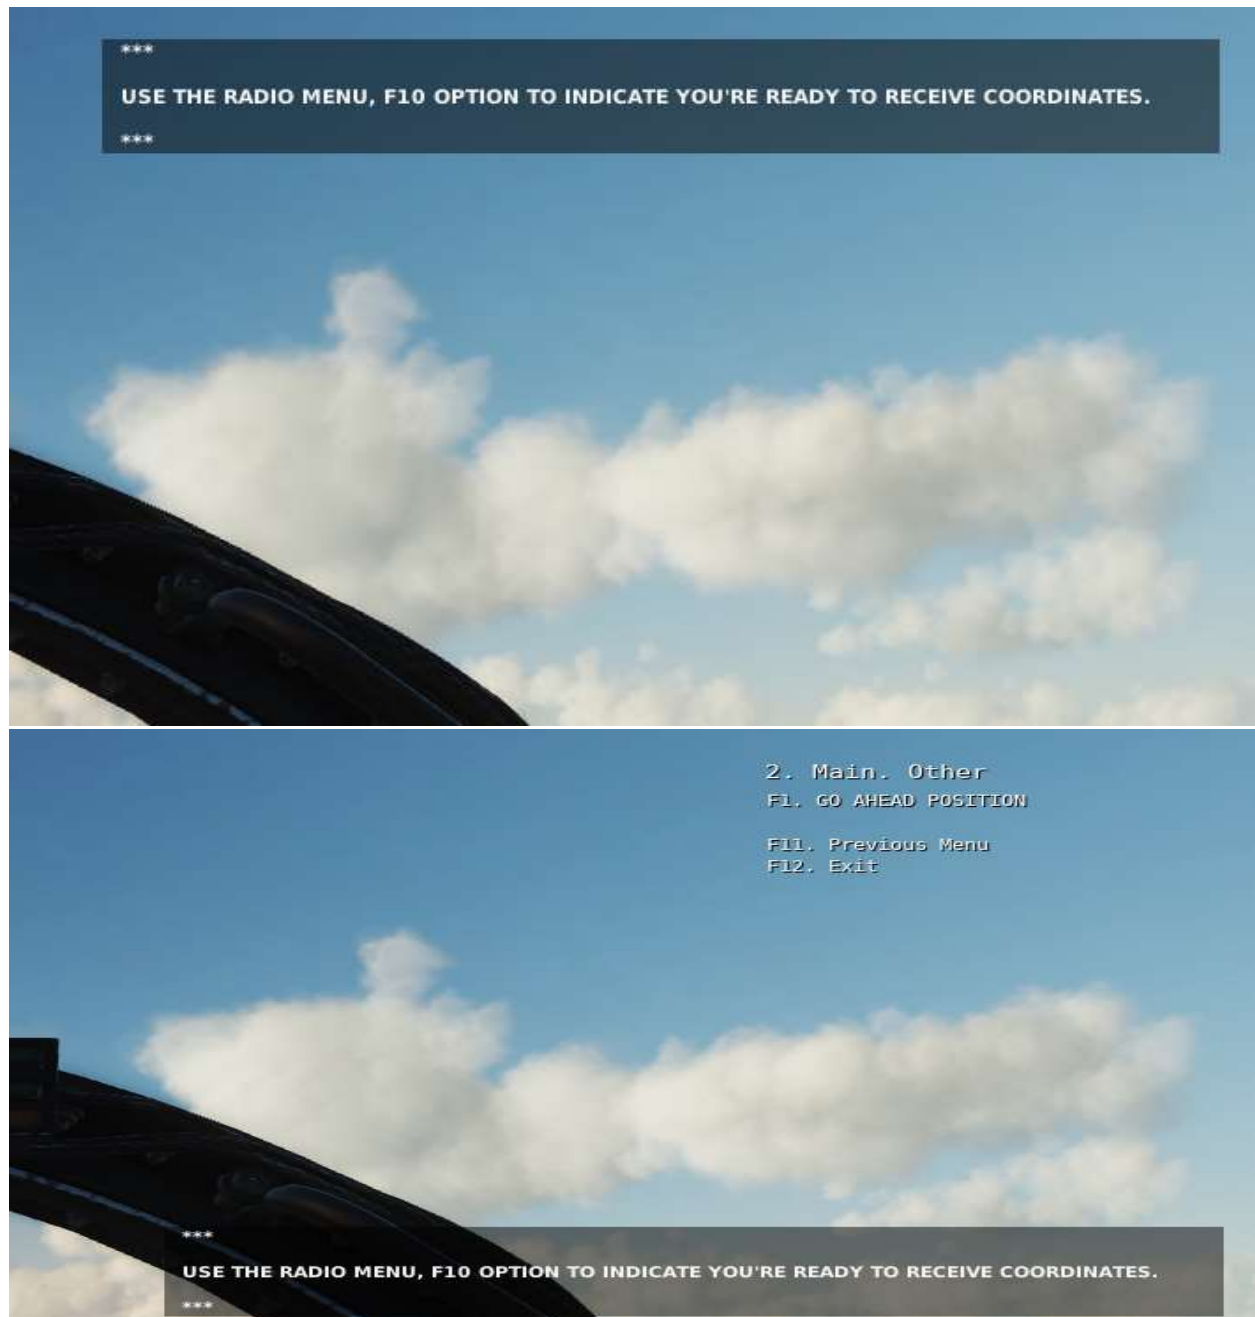 ***
USE THE RADIO MENU, F10 OPTION TO INDICATE YOU'RE READY TO RECEIVE COORDINATES.
***
2. Main. Other
F1. GO AHEAD POSITION
F11. Previous Menu
F12. Exit
***
USE THE RADIO MENU, F10 OPTION TO INDICATE YOU'RE READY TO RECEIVE COORDINATES.
***